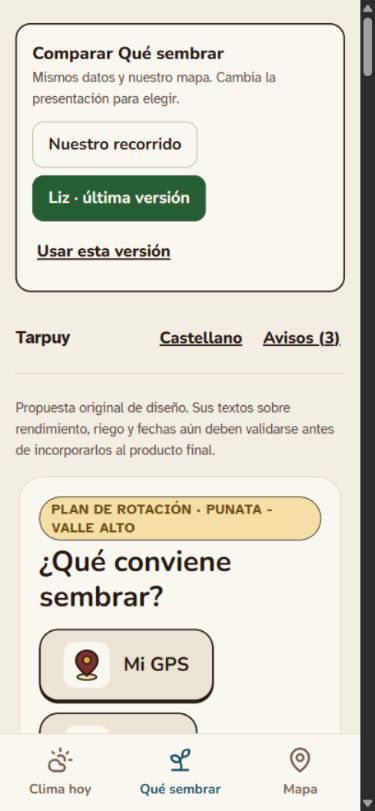 Comparar Qué sembrar
Mismos datos y nuestro mapa. Cambia la
presentación para elegir.
Nuestro recorrido
Liz · última versión
Usar esta versión
Tarpuy
Castellano
Avisos (3)
Propuesta original de diseño. Sus textos sobre
rendimiento, riego y fechas aún deben validarse antes
de incorporarlos al producto final.
PLAN DE ROTACIÓN · PUNATA -
VALLE ALTO
¿Qué conviene
sembrar?
Mi GPS
Clima hoy
Qué sembrar
Mapa